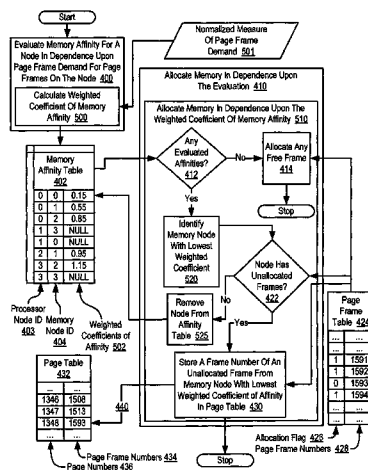 Start
Normalized Measure
Of Page Frame
Demand 501
Evaluate Memory Affinity For A
Node In Dependence Upon
Page Frame Demand For Page
Frames On The Node 400
Calculate Weighted
Coefficient Of Memory
Affinity 500
Allocate Memory In Dependence Upon
The Evaluation 410
Allocate Memory In Dependence Upon The
Weighted Coefficient Of Memory Affinity 510
Any
Evaluated
Affinities?
412
No
Allocate Any
Free Frame
414
Stop
Yes
Memory
Affinity Table
402
0 0 0.15
0 1 0.55
0 2 0.85
1 3 NULL
1 0 NULL
2 1 0.95
3 2 1.15
3 3 NULL
Identify
Memory Node
With Lowest
Weighted
Coefficient
520
Node Has
Unallocated
Frames?
422
No
Yes
Remove
Node From
Affinity
Table 525
Processor
Node ID
403
Memory
Node ID
404
Weighted
Coefficients of
Affinity 502
Page
Frame
Table 424
... ...
... ...
1 1591
1 1592
0 1593
1 1594
... ...
... ...
Page Table
432
... ...
1346 1508
1347 1513
1348 1593
... ...
440
Store A Frame Number Of An
Unallocated Frame From
Memory Node With Lowest
Weighted Coefficient of Affinity
In Page Table 430
Allocation Flag 425
Page Frame Numbers 428
Page Frame Numbers 434
Page Numbers 436
Stop